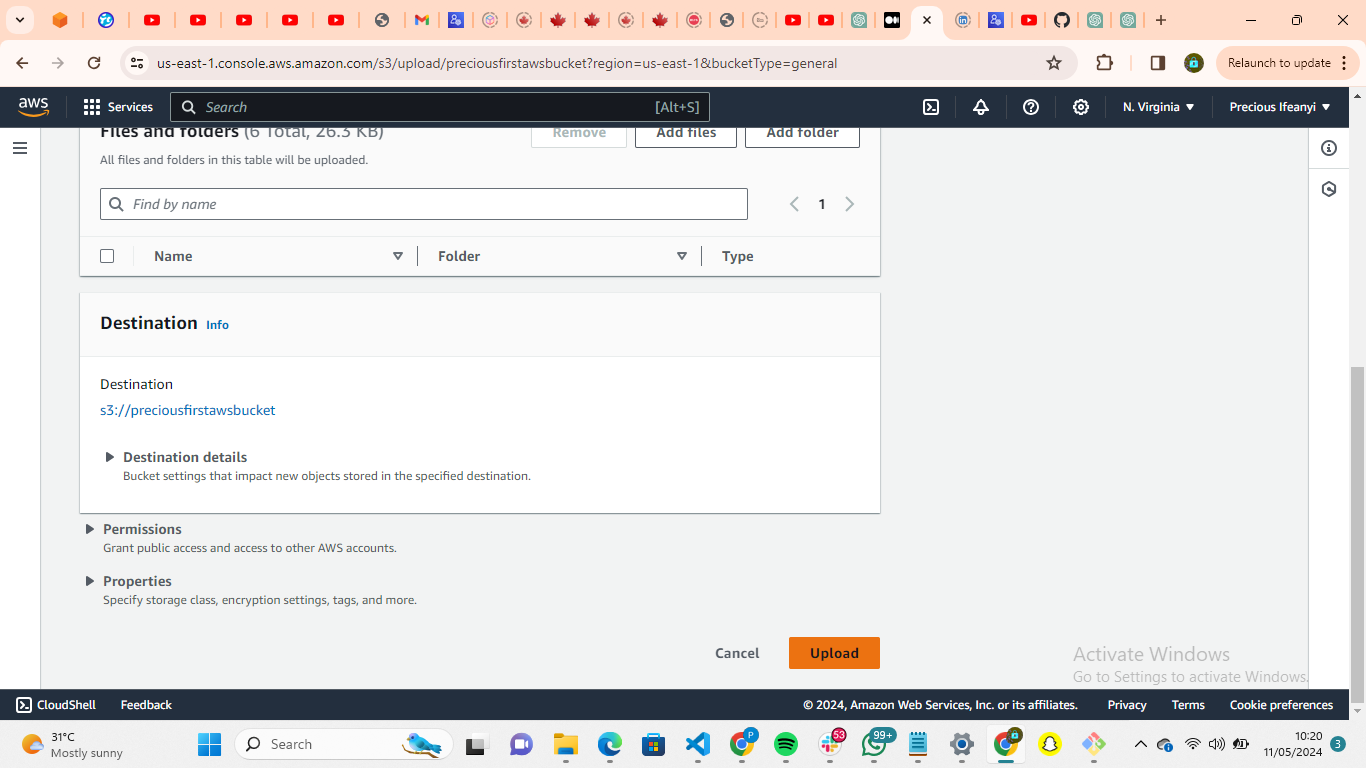 us-east-1.console.aws.amazon.com/s3/upload/preciousfirstawsbucket?region=us-east-1&bucketType=general
Relaunch to update
aws
Services
Search
[Alt+S]
N. Virginia
Precious Ifeanyi
Files and folders (6 Total, 26.3 KB)
Remove
Add files
Add folder
All files and folders in this table will be uploaded.
Find by name
1
Name
Folder
Type
Destination Info
Destination
s3://preciousfirstawsbucket
Destination details
Bucket settings that impact new objects stored in the specified destination.
Permissions
Grant public access and access to other AWS accounts.
Properties
Specify storage class, encryption settings, tags, and more.
Cancel
Upload
Activate Windows
Go to Settings to activate Windows.
CloudShell
Feedback
© 2024, Amazon Web Services, Inc. or its affiliates.
Privacy
Terms
Cookie preferences
31°C
Mostly sunny
Search
P
53
99+
10:20
11/05/2024
3